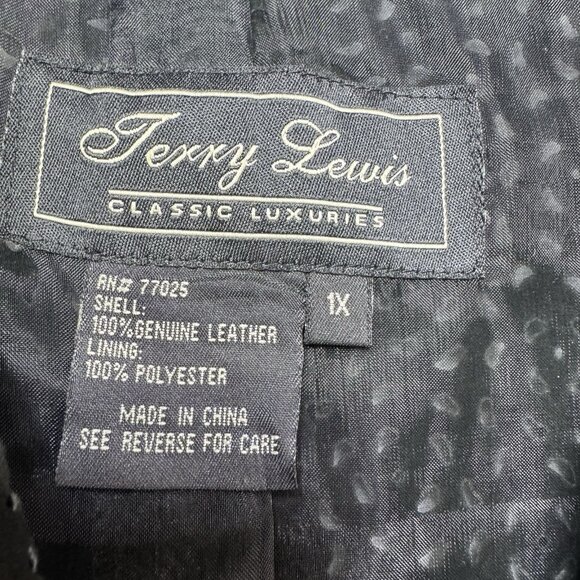 Terry Lewis
CLASSIC LUXURIES
RN# 77025
SHELL:
100%GENUINE LEATHER
LINING:
100% POLYESTER
MADE IN CHINA
SEE REVERSE FOR CARE
1X